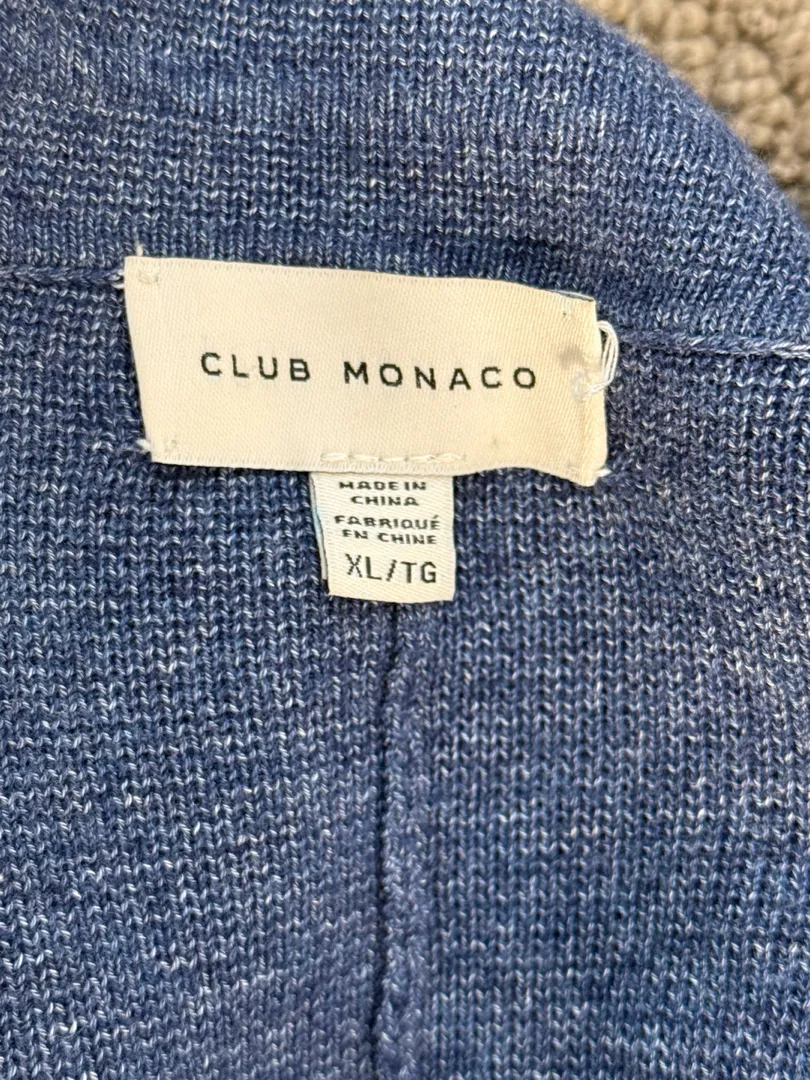 CLUB MONACO
MADE IN
CHINA
FABRIQUÉ
EN CHINE
XL/TG